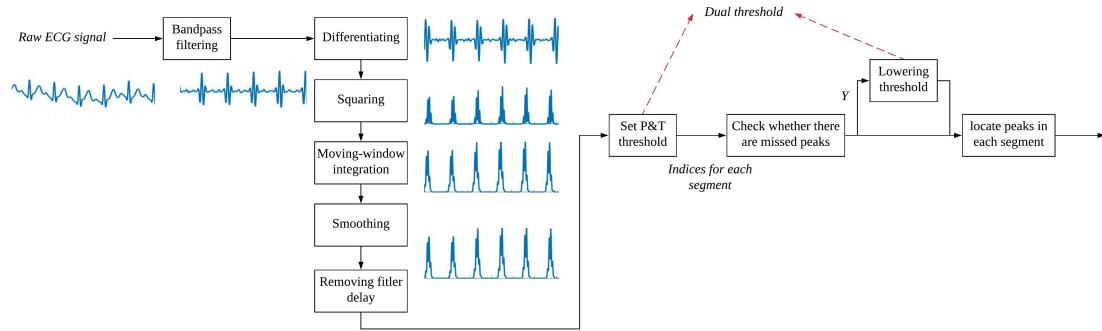 Raw ECG signal
Bandpass
filtering
Differentiating
Squaring
Moving-window
integration
Smoothing
Removing fitler
delay
Dual threshold
Set P&T
threshold
Indices for each
segment
Check whether there
are missed peaks
Y
Lowering
threshold
locate peaks in
each segment